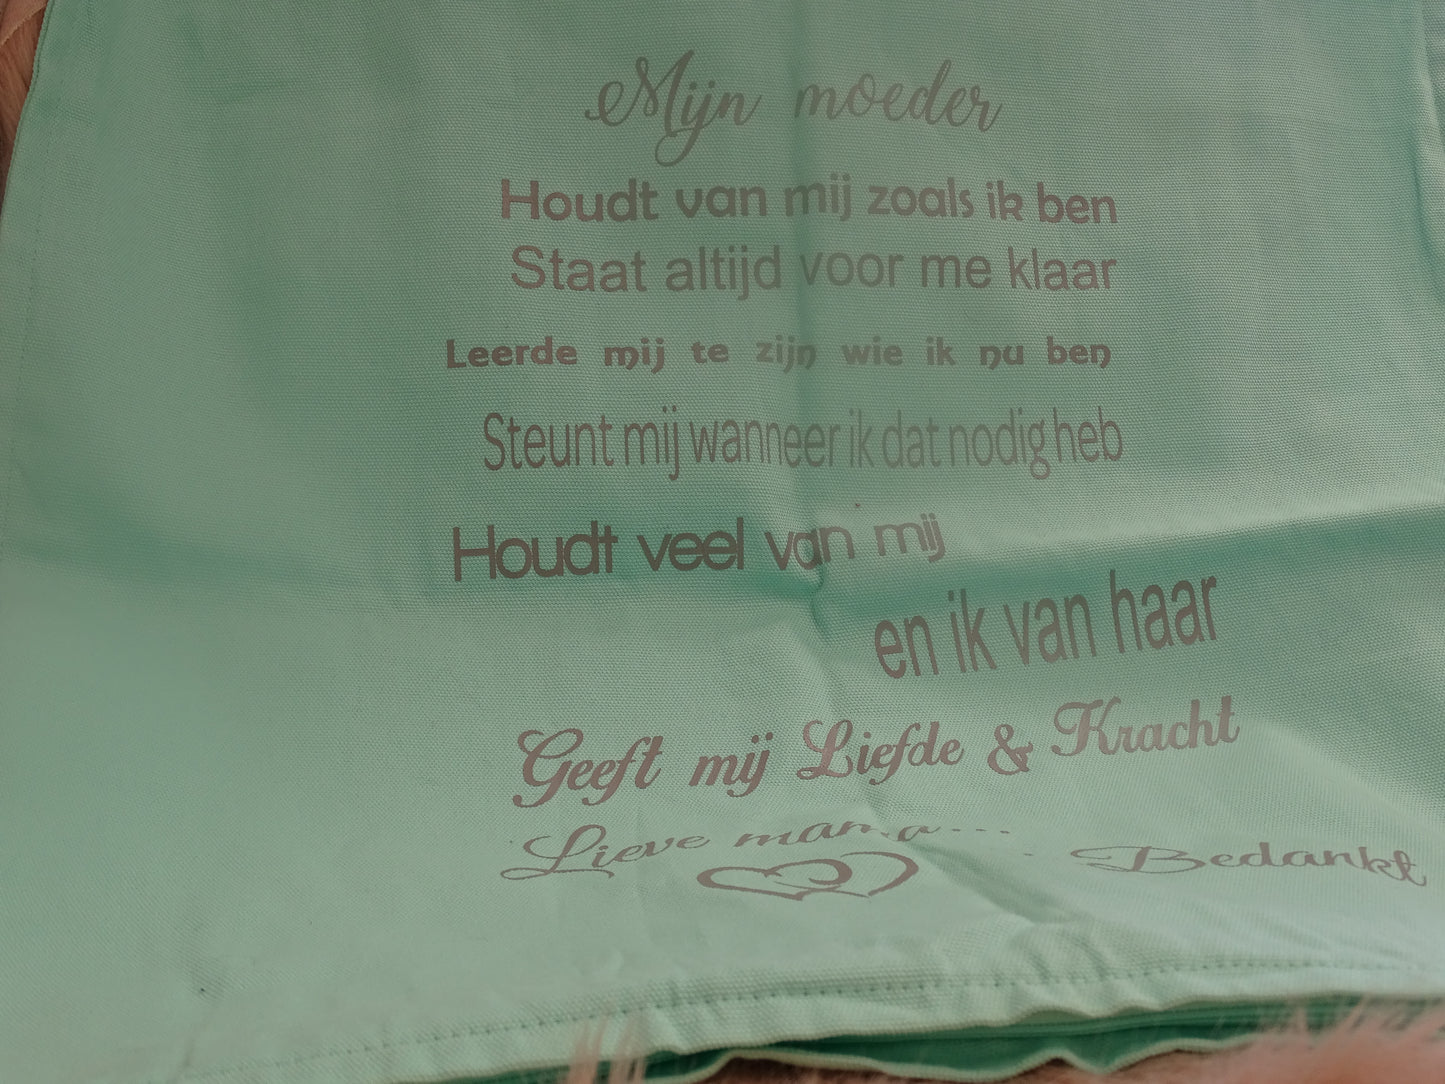 Mijn moeder
Houdt van mij zoals ik ben
Staat altijd voor me klaar
Leerde mij te zijn wie ik nu ben
Steunt mij wanneer ik dat nodig heb
Houdt veel van mij
en ik van haar
Geeft mij Liefde & Kracht
Lieve mama..... Bedankt